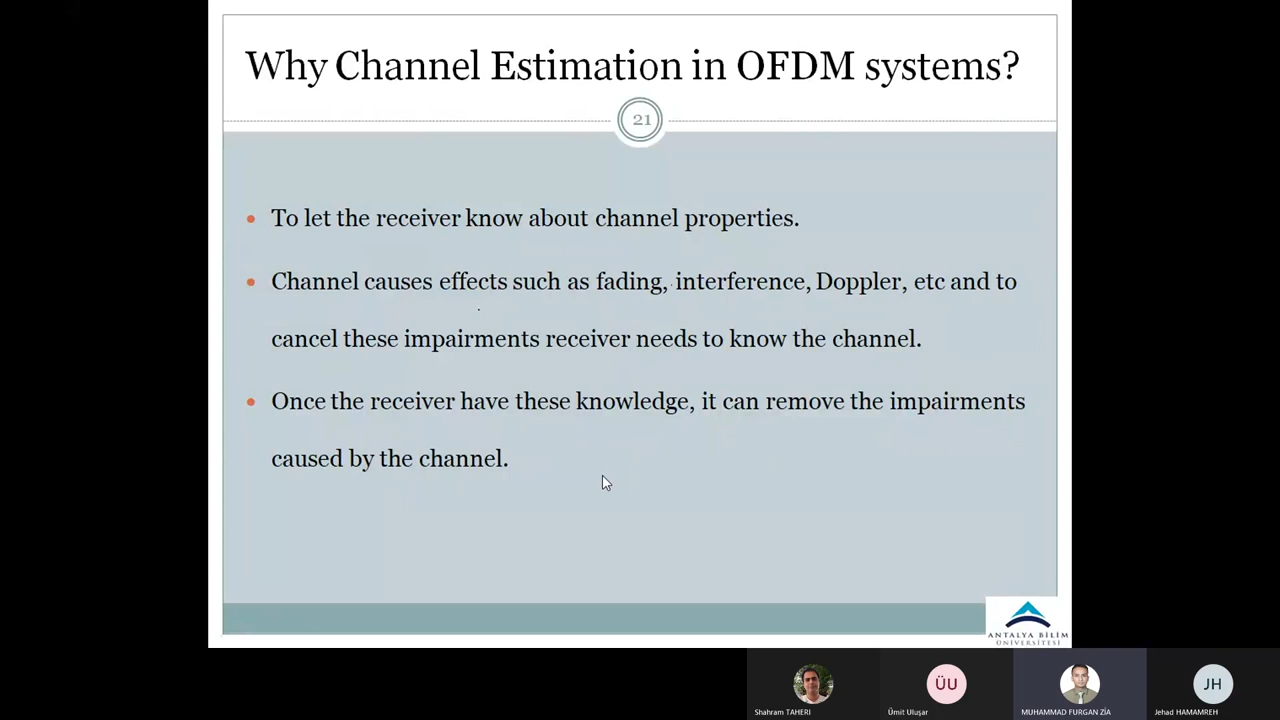 Why Channel Estimation in OFDM systems?
21
• To let the receiver know about channel properties.
• Channel causes effects such as fading, interference, Doppler, etc and to
cancel these impairments receiver needs to know the channel.
• Once the receiver have these knowledge, it can remove the impairments
caused by the channel.
ANTALYA BİLİM
ÜNİVERSİTESİ
ÜU
JH
Shahram TAHERI
Ümit Uluşar
MUHAMMAD FURGAN ZİA
Jehad HAMAMREH